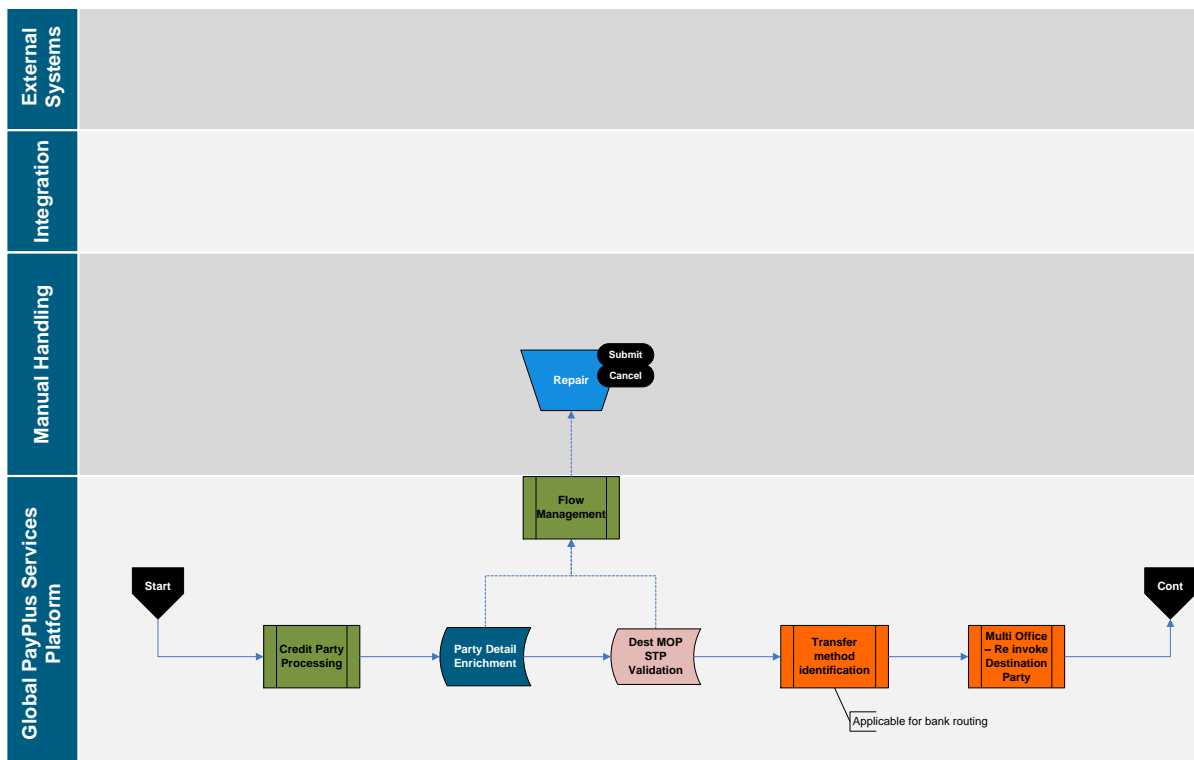 External
Systems
Integration
Manual Handling
Submit
Repair
Cancel
Global PayPlus Services
Platform
Flow
Management
Start
Cont
Credit Party
Processing
Party Detail
Enrichment
Dest MOP
STP
Validation
Transfer
method
identification
Multi Office
– Re invoke
Destination
Party
Applicable for bank routing